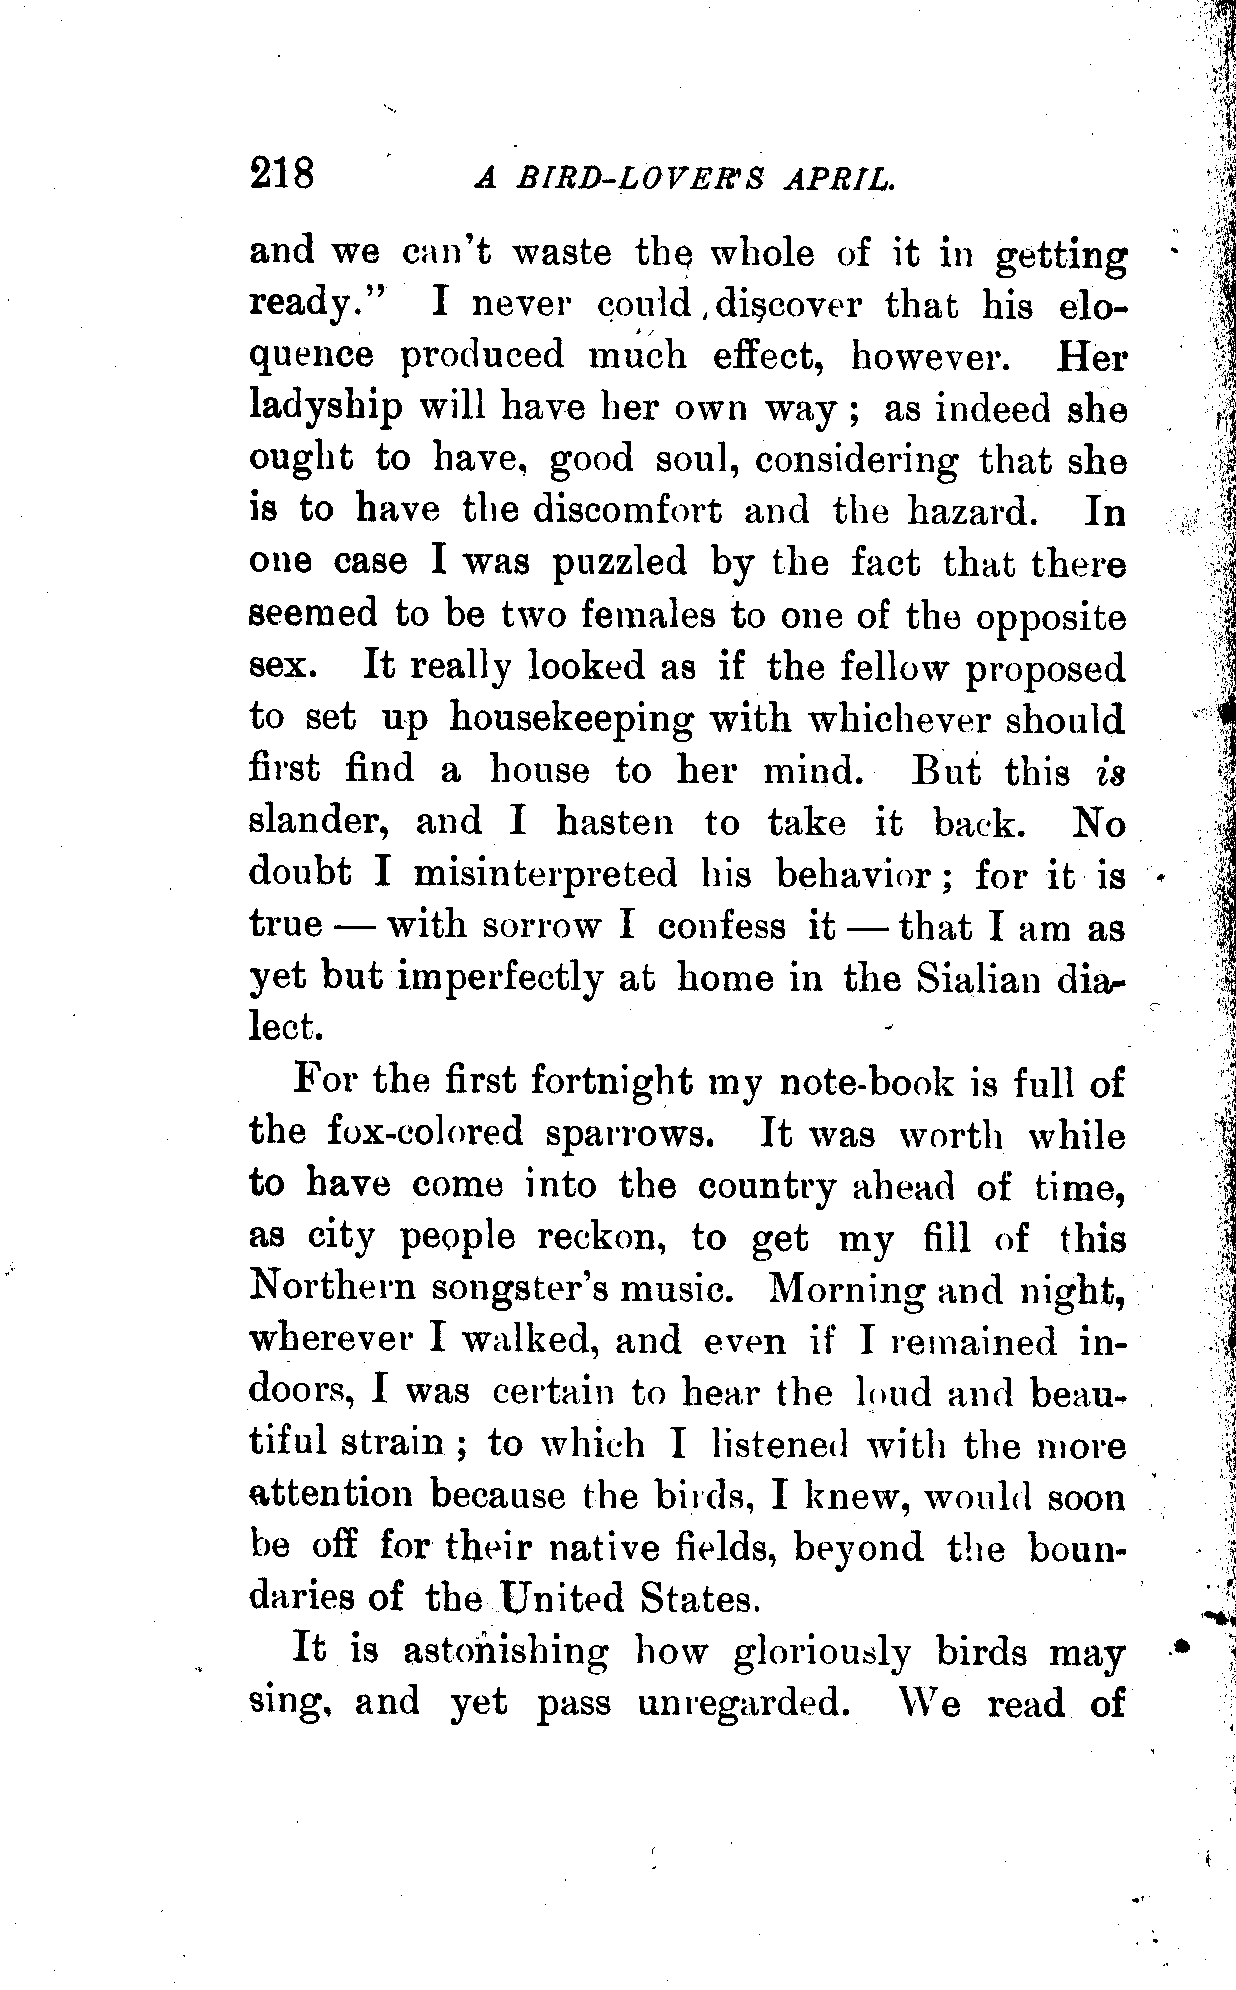 218 A BIRD-LOVER'S APRIL.
and we can't waste the whole of it in getting
ready." I never could discover that his elo-
quence produced much effect, however. Her
ladyship will have her own way; as indeed she
ought to have, good soul, considering that she
is to have the discomfort and the hazard. In
one case I was puzzled by the fact that there
seemed to be two females to one of the opposite
sex. It really looked as if the fellow proposed
to set up housekeeping with whichever should
first find a house to her mind. But this is
slander, and I hasten to take it back. No
doubt I misinterpreted his behavior; for it is
true — with sorrow I confess it — that I am as
yet but imperfectly at home in the Sialian dia-
lect.
For the first fortnight my note-book is full of
the fox-colored sparrows. It was worth while
to have come into the country ahead of time,
as city people reckon, to get my fill of this
Northern songster's music. Morning and night,
wherever I walked, and even if I remained in-
doors, I was certain to hear the loud and beau-
tiful strain; to which I listened with the more
attention because the birds, I knew, would soon
be off for their native fields, beyond the boun-
daries of the United States.
It is astonishing how gloriously birds may
sing, and yet pass unregarded. We read of